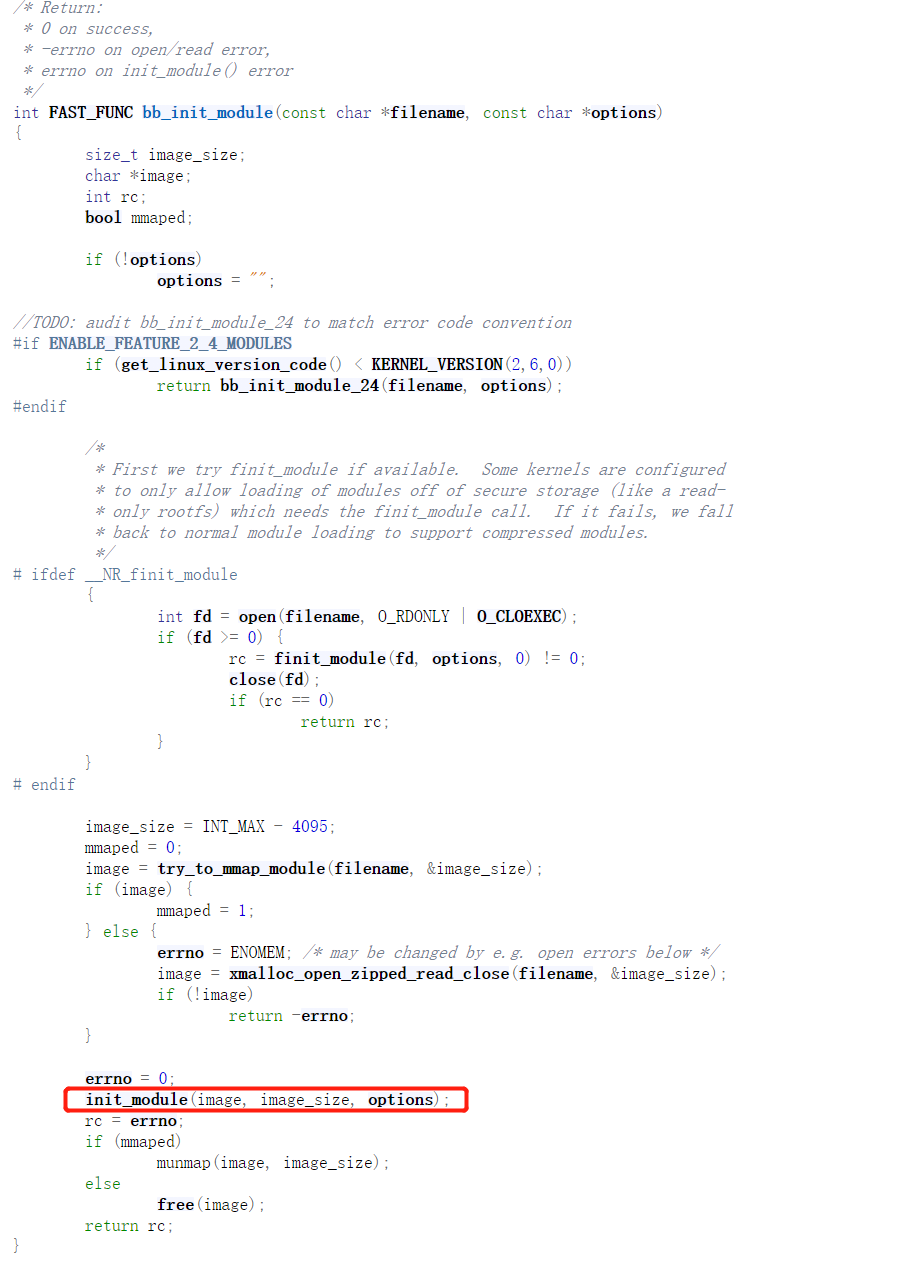 /* Return:
 * 0 on success,
 * -errno on open/read error,
 * errno on init_module() error
 */
int FAST_FUNC bb_init_module(const char *filename, const char *options)
{
        size_t image_size;
        char *image;
        int rc;
        bool mmaped;

        if (!options)
                options = "";

//TODO: audit bb_init_module_24 to match error code convention
#if ENABLE_FEATURE_2_4_MODULES
        if (get_linux_version_code() < KERNEL_VERSION(2,6,0))
                return bb_init_module_24(filename, options);
#endif

        /*
         * First we try finit_module if available.  Some kernels are configured
         * to only allow loading of modules off of secure storage (like a read-
         * only rootfs) which needs the finit_module call.  If it fails, we fall
         * back to normal module loading to support compressed modules.
         */
# ifdef __NR_finit_module
        {
                int fd = open(filename, O_RDONLY | O_CLOEXEC);
                if (fd >= 0) {
                        rc = finit_module(fd, options, 0) != 0;
                        close(fd);
                        if (rc == 0)
                                return rc;
                }
        }
# endif

        image_size = INT_MAX - 4095;
        mmaped = 0;
        image = try_to_mmap_module(filename, &image_size);
        if (image) {
                mmaped = 1;
        } else {
                errno = ENOMEM; /* may be changed by e.g. open errors below */
                image = xmalloc_open_zipped_read_close(filename, &image_size);
                if (!image)
                        return -errno;
        }

        errno = 0;
        init_module(image, image_size, options);
        rc = errno;
        if (mmaped)
                munmap(image, image_size);
        else
                free(image);
        return rc;
}